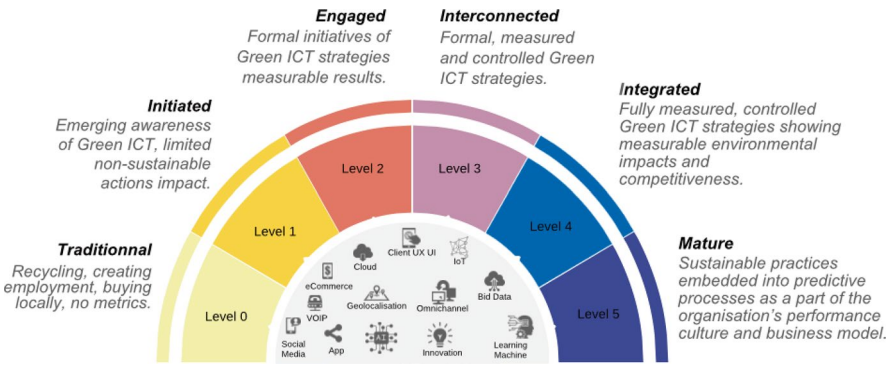 Engaged
Formal initiatives of
Green ICT strategies
measurable results.
Interconnected
Formal, measured
and controlled Green
ICT strategies.
Initiated
Emerging awareness
of Green ICT, limited
non-sustainable
actions impact.
Integrated
Fully measured, controlled
Green ICT strategies showing
measurable environmental
impacts and
competitiveness.
Traditionnal
Recycling, creating
employment, buying
locally, no metrics.
Mature
Sustainable practices
embedded into predictive
processes as a part of the
organisation's performance
culture and business model.
Level 0
Level 1
Level 2
Level 3
Level 4
Level 5
Client UX UI
Cloud
IoT
eCommerce
Geolocalisation
Omnichannel
Bid Data
VOIP
Social
Media
App
AI
Innovation
Learning
Machine